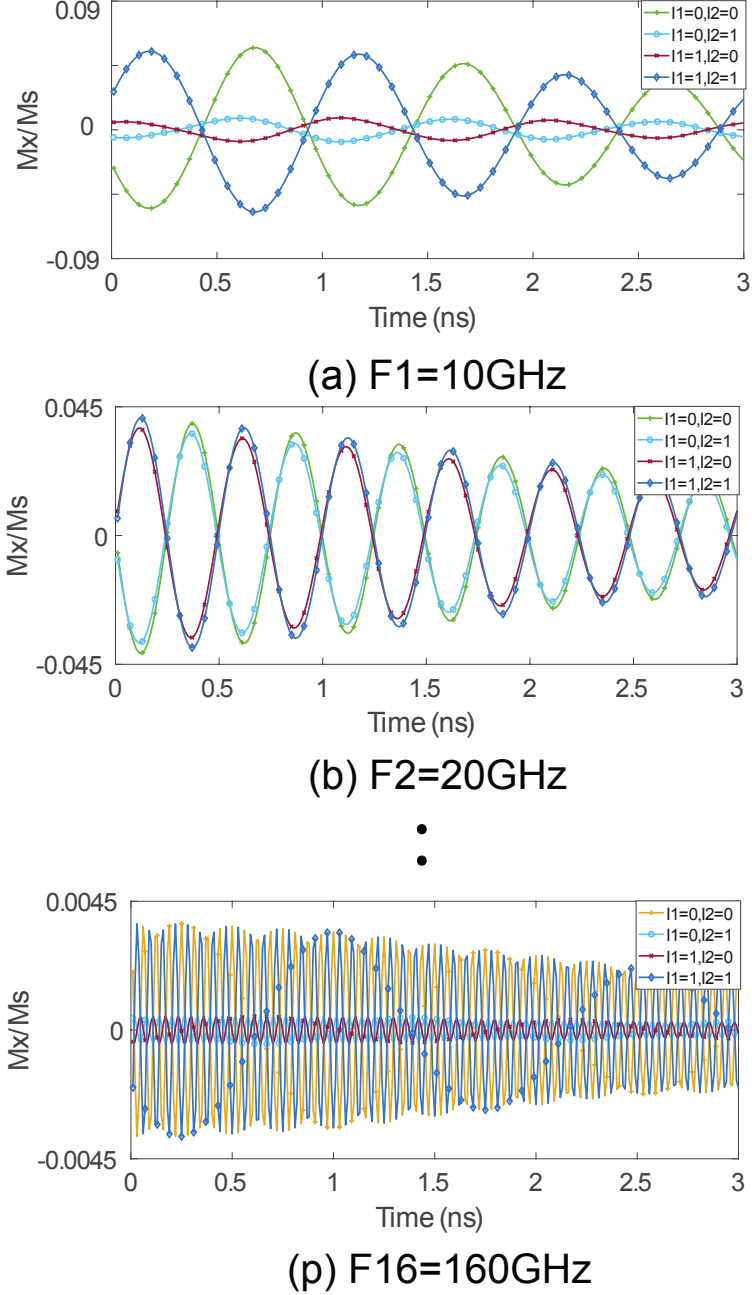 0.09
0
-0.09
Mx/Ms
I1=0,I2=0
I1=0,I2=1
I1=1,I2=0
I1=1,I2=1
0 0.5 1 1.5 2 2.5 3
Time (ns)
(a) F1=10GHz
0.045
0
-0.045
Mx/Ms
I1=0,I2=0
I1=0,I2=1
I1=1,I2=0
I1=1,I2=1
0 0.5 1 1.5 2 2.5 3
Time (ns)
(b) F2=20GHz
0.0045
0
-0.0045
Mx/Ms
I1=0,I2=0
I1=0,I2=1
I1=1,I2=0
I1=1,I2=1
0 0.5 1 1.5 2 2.5 3
Time (ns)
(p) F16=160GHz